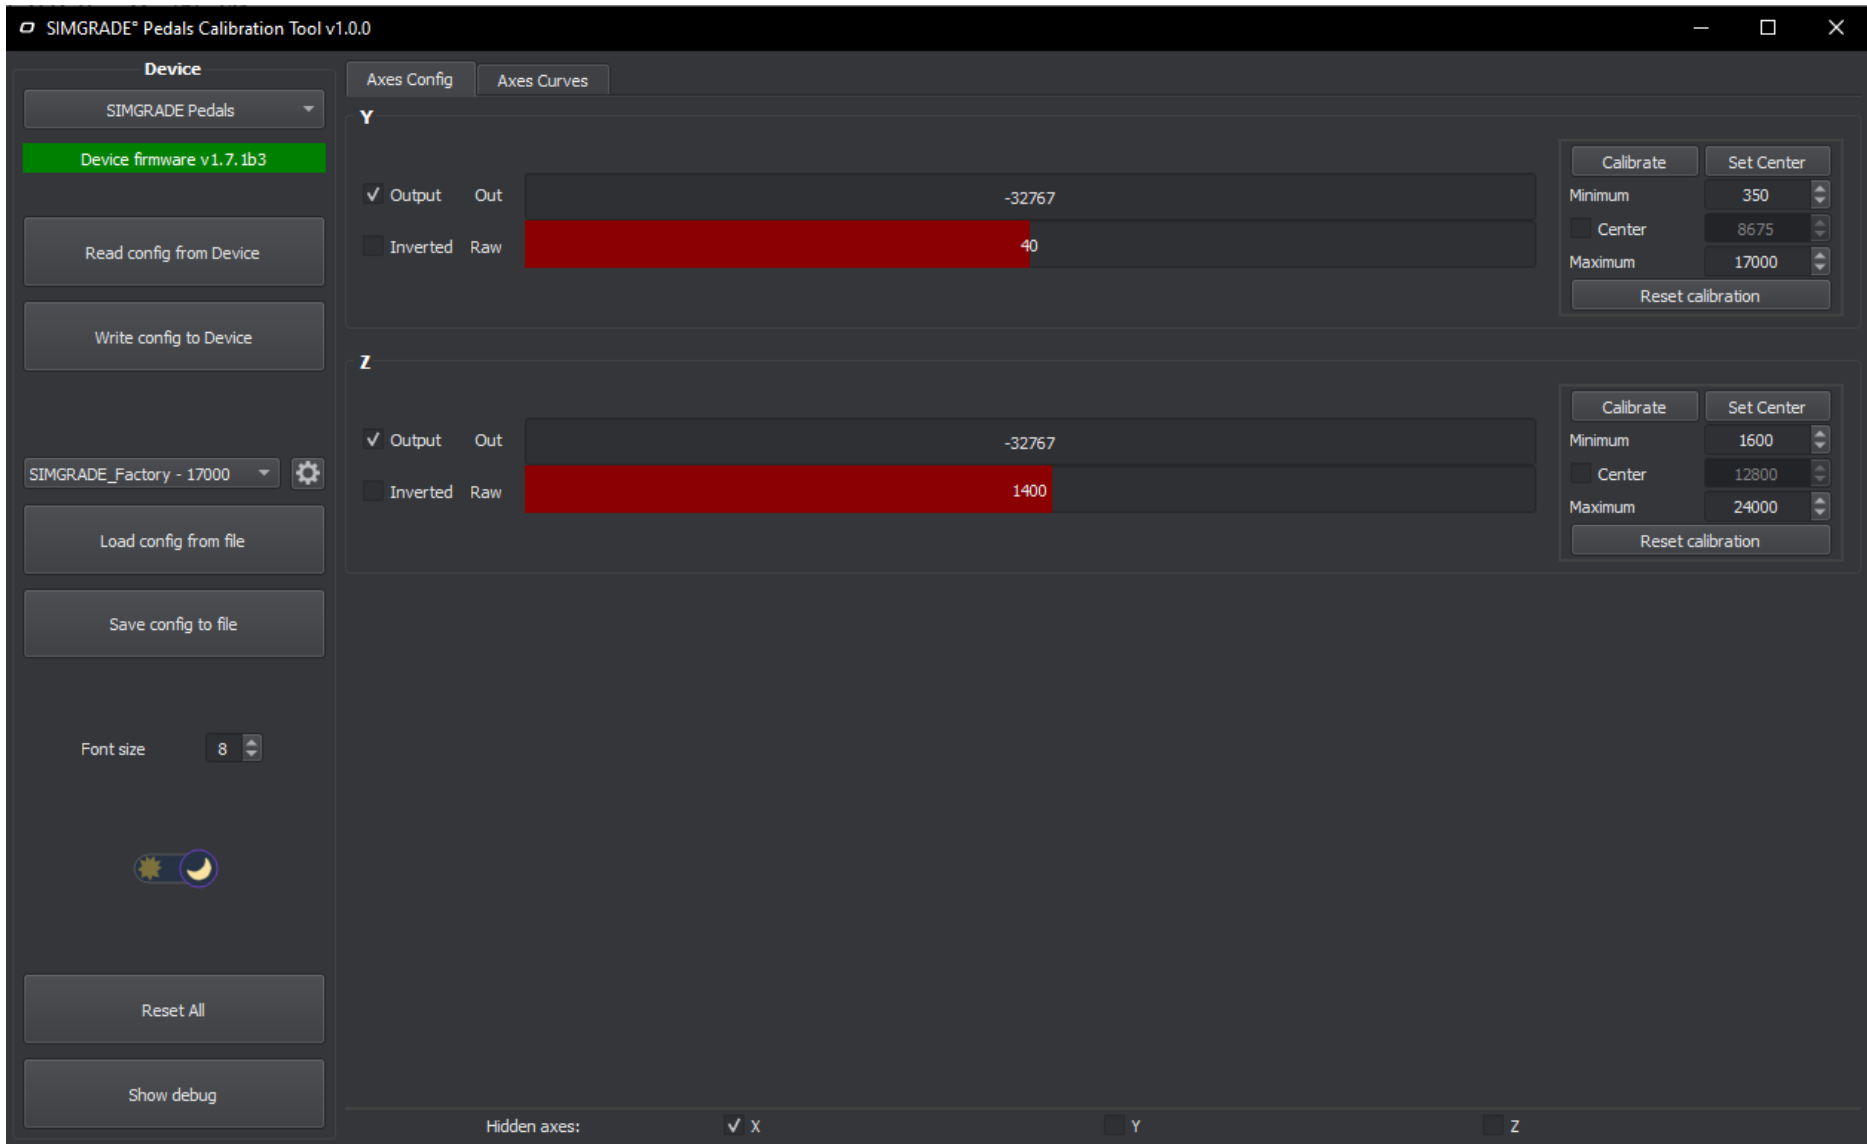 SIMGRADE° Pedals Calibration Tool v1.0.0
Device
SIMGRADE Pedals
Device firmware v1.7.1b3
Read config from Device
Write config to Device
SIMGRADE_Factory - 17000
Load config from file
Save config to file
Font size 8
Reset All
Show debug
Axes Config Axes Curves
Y
Output Out -32767
Inverted Raw 40
Calibrate Set Center
Minimum 350
Center 8675
Maximum 17000
Reset calibration
Z
Output Out -32767
Inverted Raw 1400
Calibrate Set Center
Minimum 1600
Center 12800
Maximum 24000
Reset calibration
Hidden axes: X Y Z